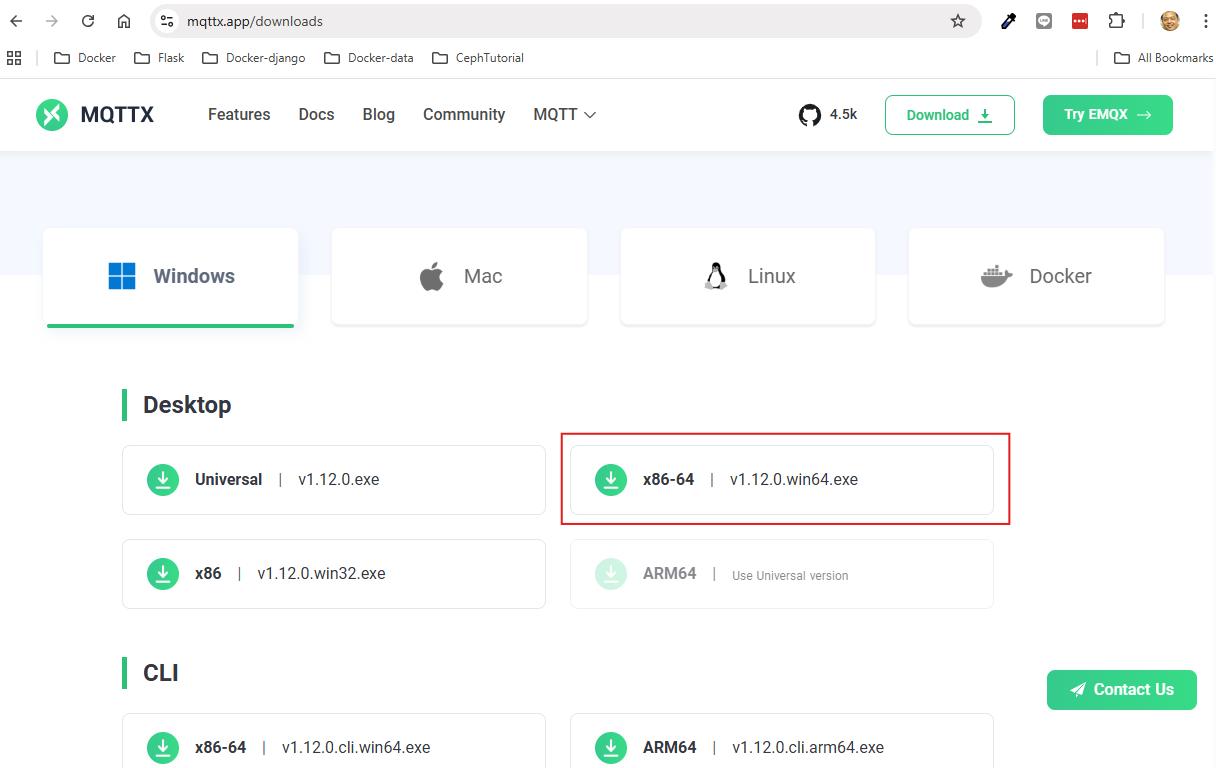 mqttx.app/downloads
Docker Flask Docker-django Docker-data CephTutorial All Bookmarks
MQTTX Features Docs Blog Community MQTT 4.5k Download Try EMQX
Windows Mac Linux Docker
Desktop
Universal | v1.12.0.exe x86-64 | v1.12.0.win64.exe
x86 | v1.12.0.win32.exe ARM64 | Use Universal version
CLI
Contact Us
x86-64 | v1.12.0.cli.win64.exe ARM64 | v1.12.0.cli.arm64.exe